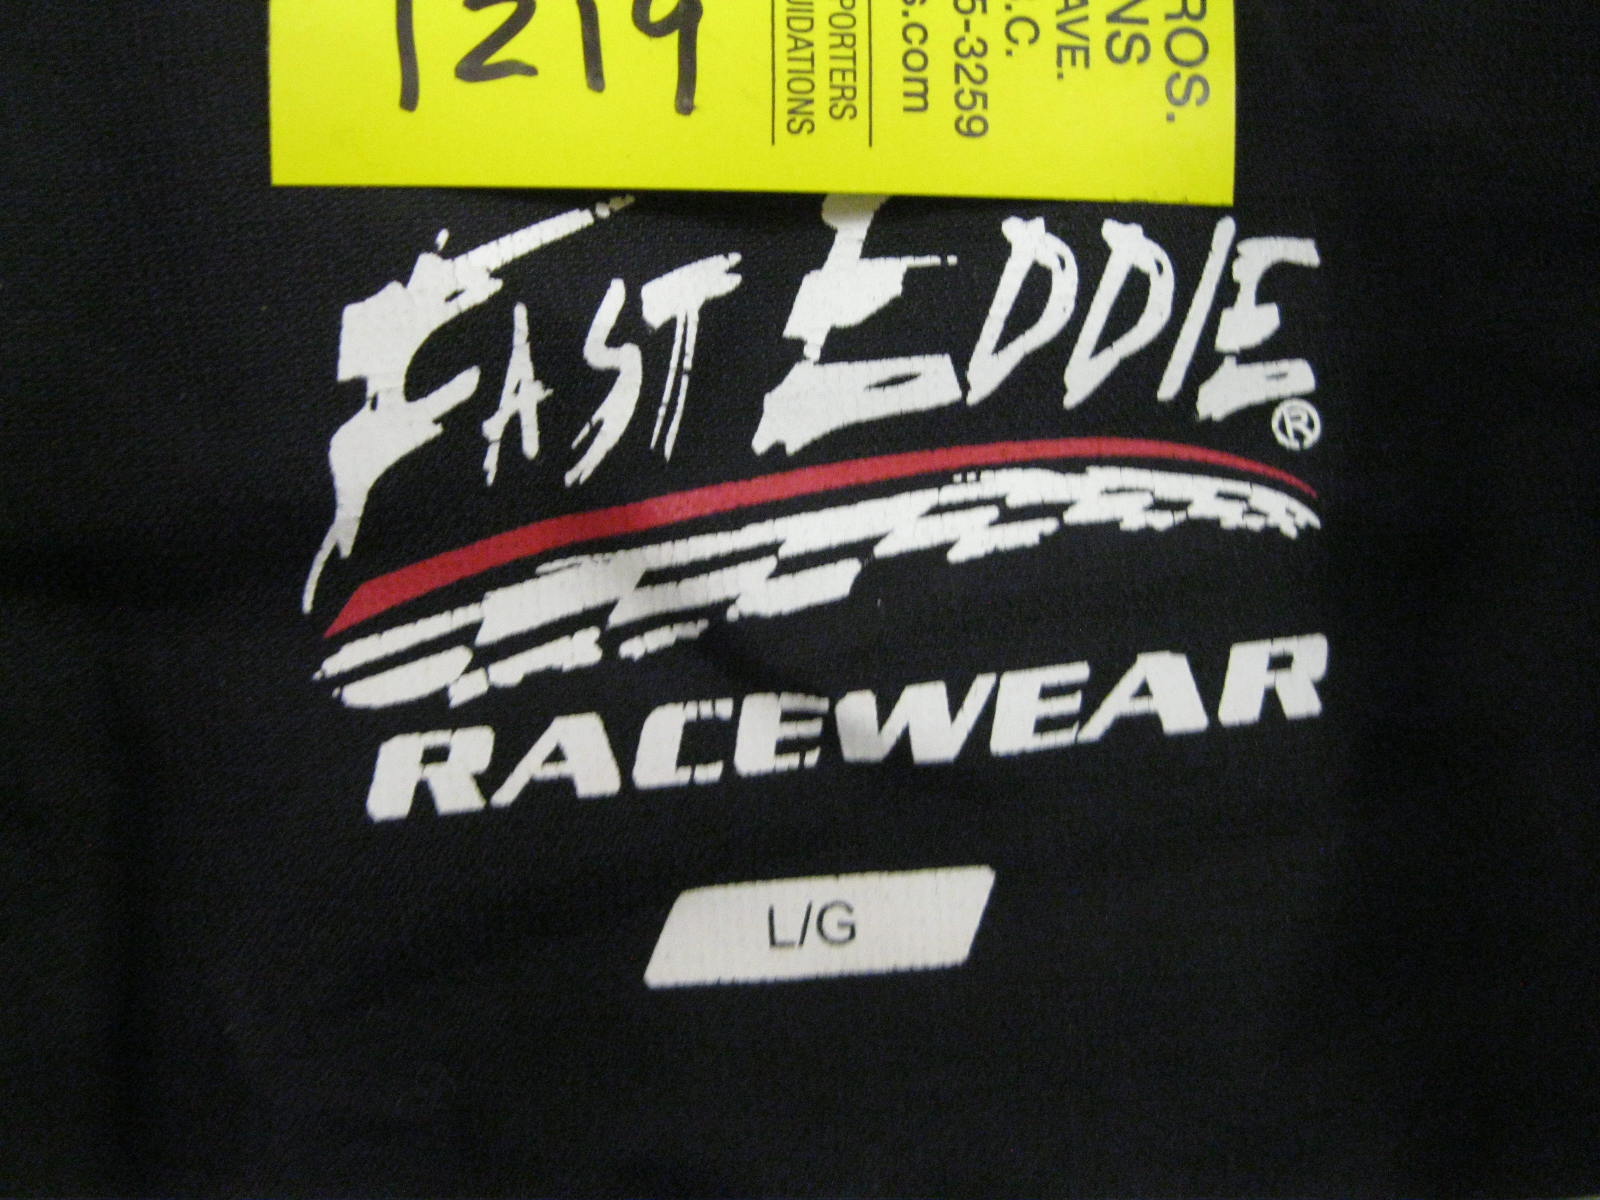 1219
PORTERS
UIDATIONS
ROS.
NS
AVE.
.C.
5-3259
s.com
FAST EDDIE®
RACEWEAR
L/G